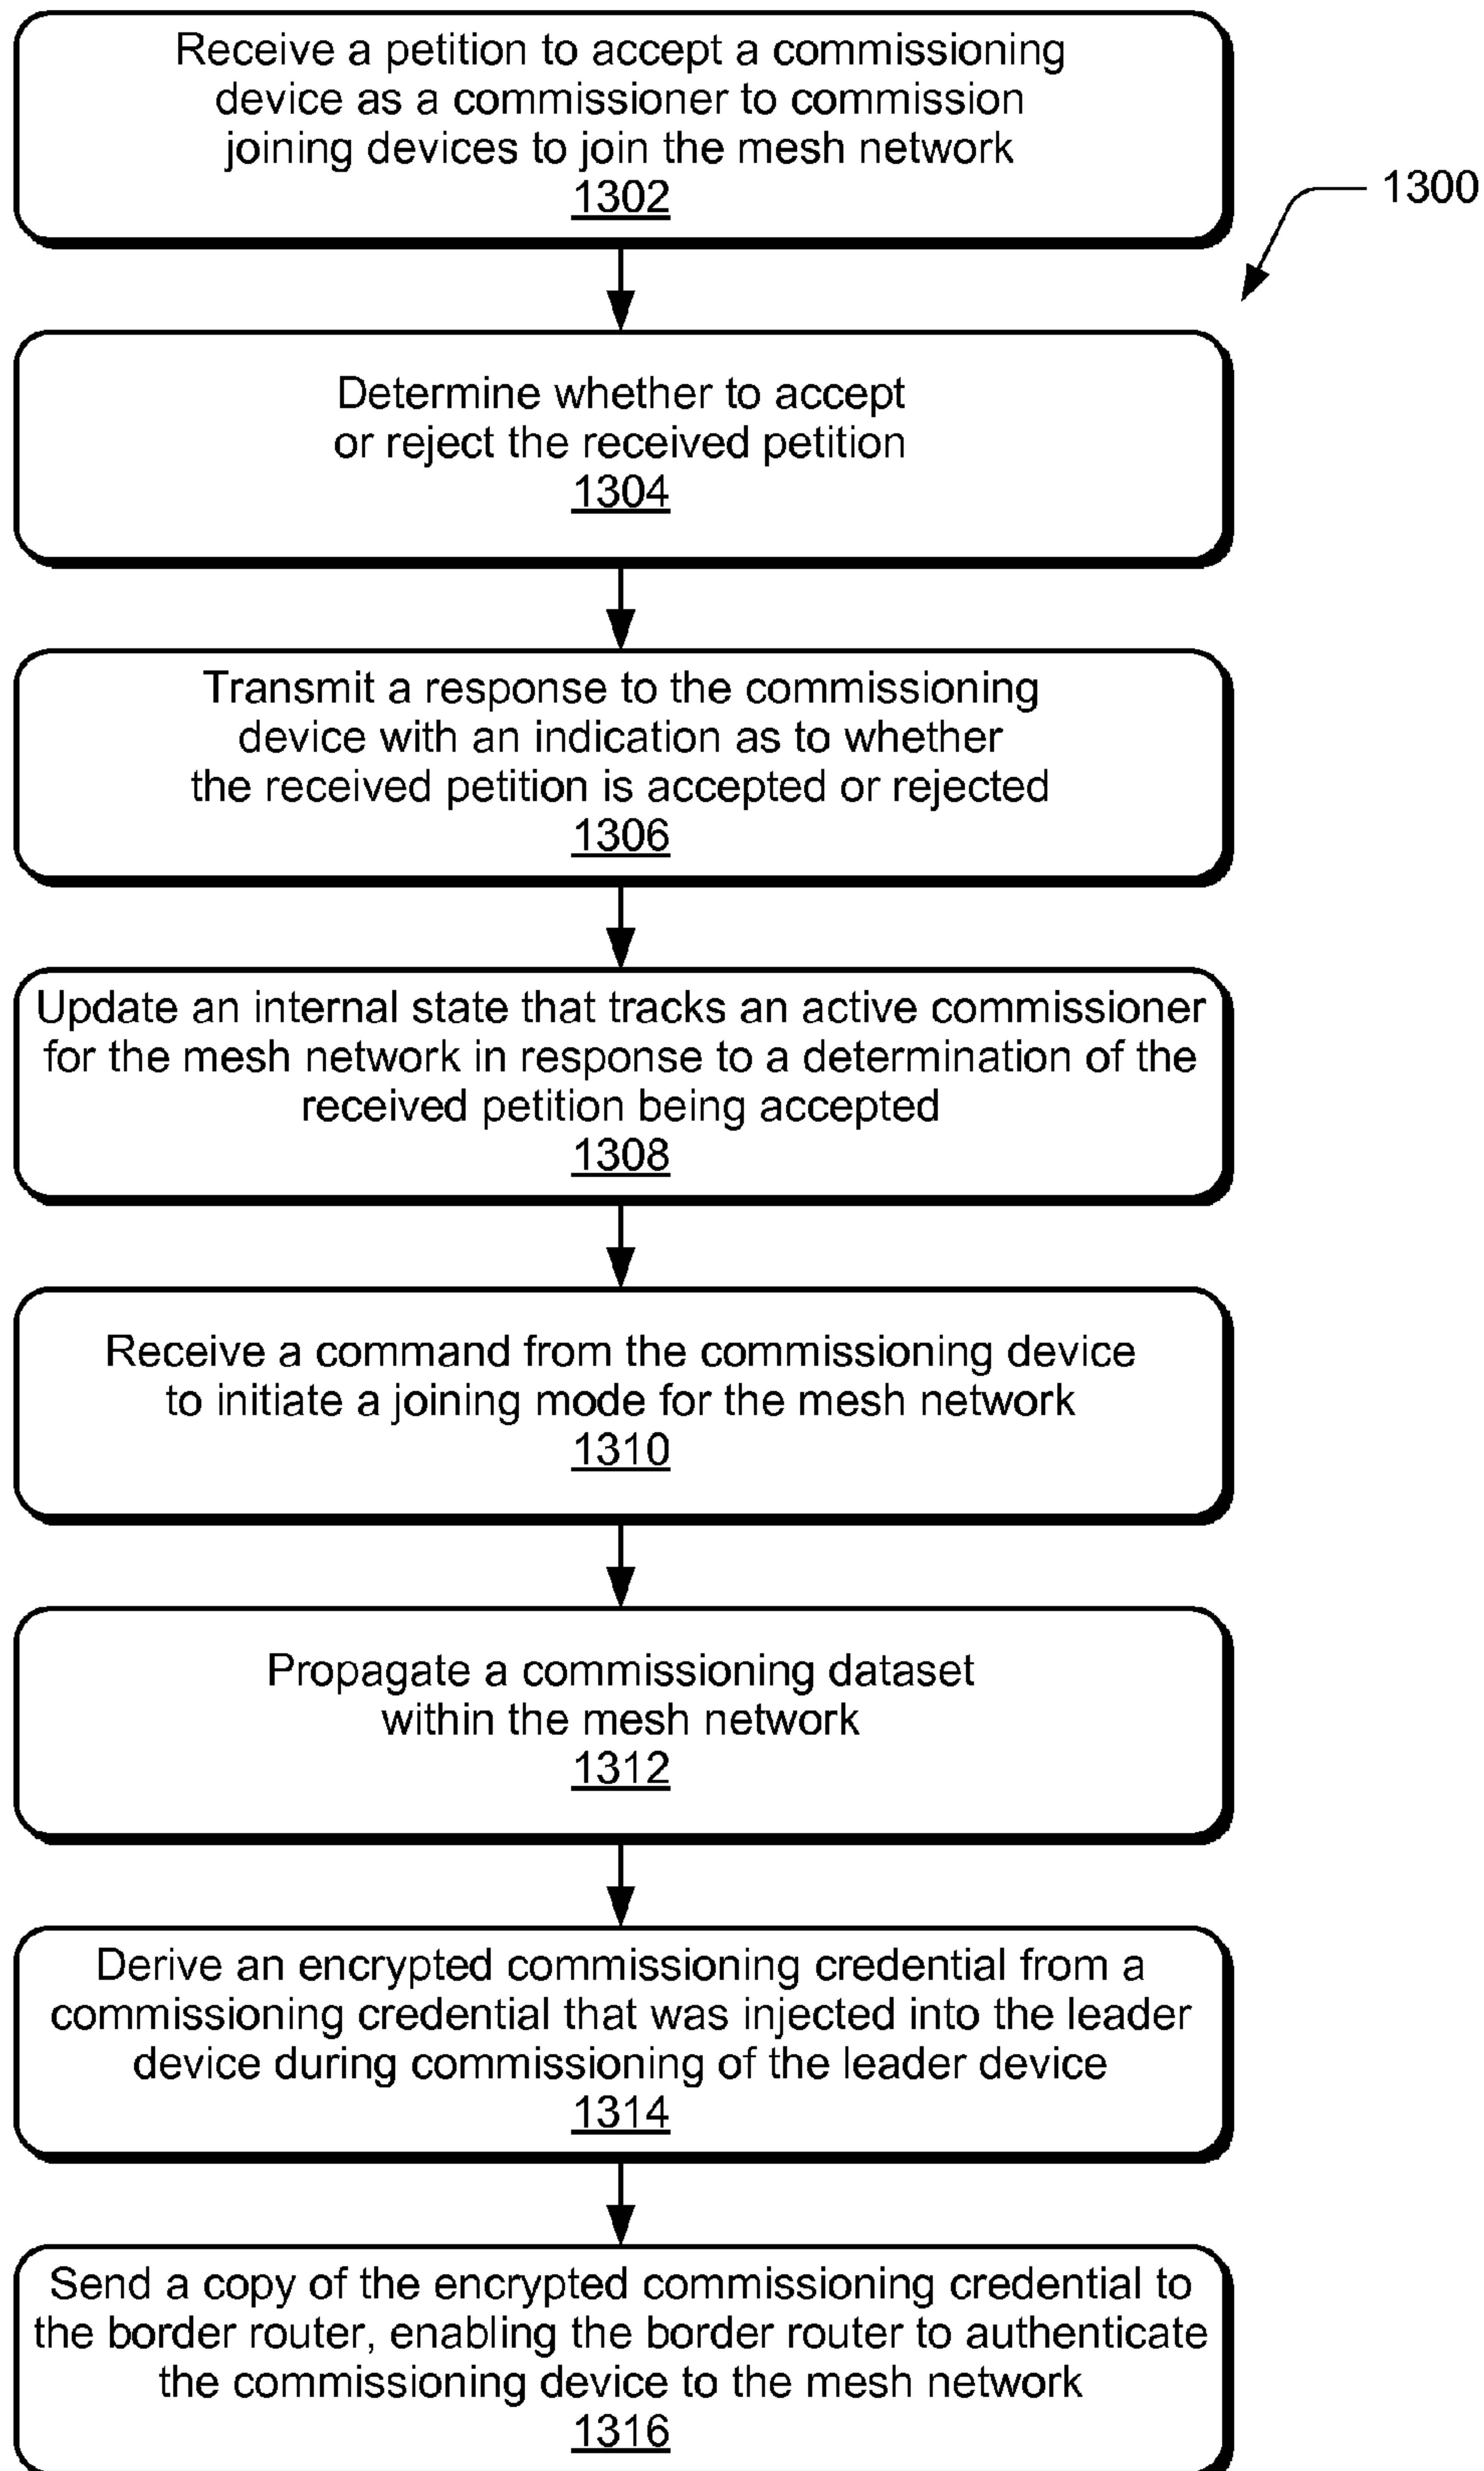 Receive a petition to accept a commissioning
device as a commissioner to commission
joining devices to join the mesh network
1302
1300
Determine whether to accept
or reject the received petition
1304
Transmit a response to the commissioning
device with an indication as to whether
the received petition is accepted or rejected
1306
Update an internal state that tracks an active commissioner
for the mesh network in response to a determination of the
received petition being accepted
1308
Receive a command from the commissioning device
to initiate a joining mode for the mesh network
1310
Propagate a commissioning dataset
within the mesh network
1312
Derive an encrypted commissioning credential from a
commissioning credential that was injected into the leader
device during commissioning of the leader device
1314
Send a copy of the encrypted commissioning credential to
the border router, enabling the border router to authenticate
the commissioning device to the mesh network
1316